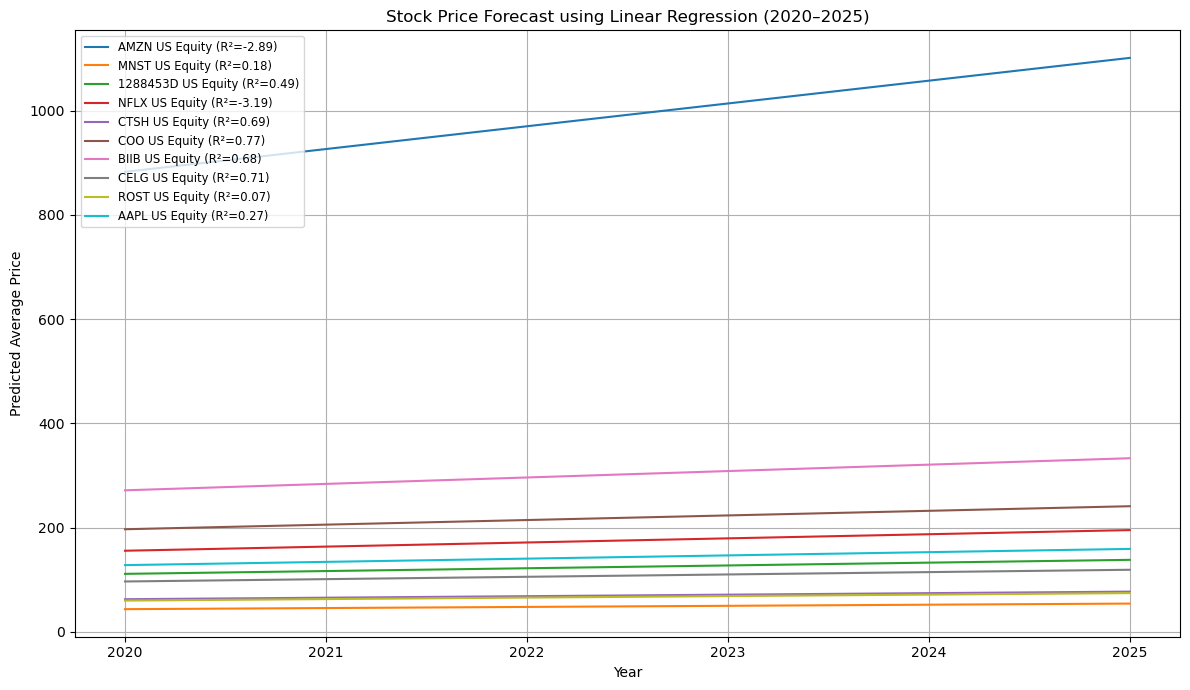 Stock Price Forecast using Linear Regression (2020–2025)
AMZN US Equity (R²=-2.89)
MNST US Equity (R²=0.18)
1288453D US Equity (R²=0.49)
NFLX US Equity (R²=-3.19)
CTSH US Equity (R²=0.69)
COO US Equity (R²=0.77)
BIIB US Equity (R²=0.68)
CELG US Equity (R²=0.71)
ROST US Equity (R²=0.07)
AAPL US Equity (R²=0.27)
Predicted Average Price
1000
800
600
400
200
0
2020 2021 2022 2023 2024 2025
Year